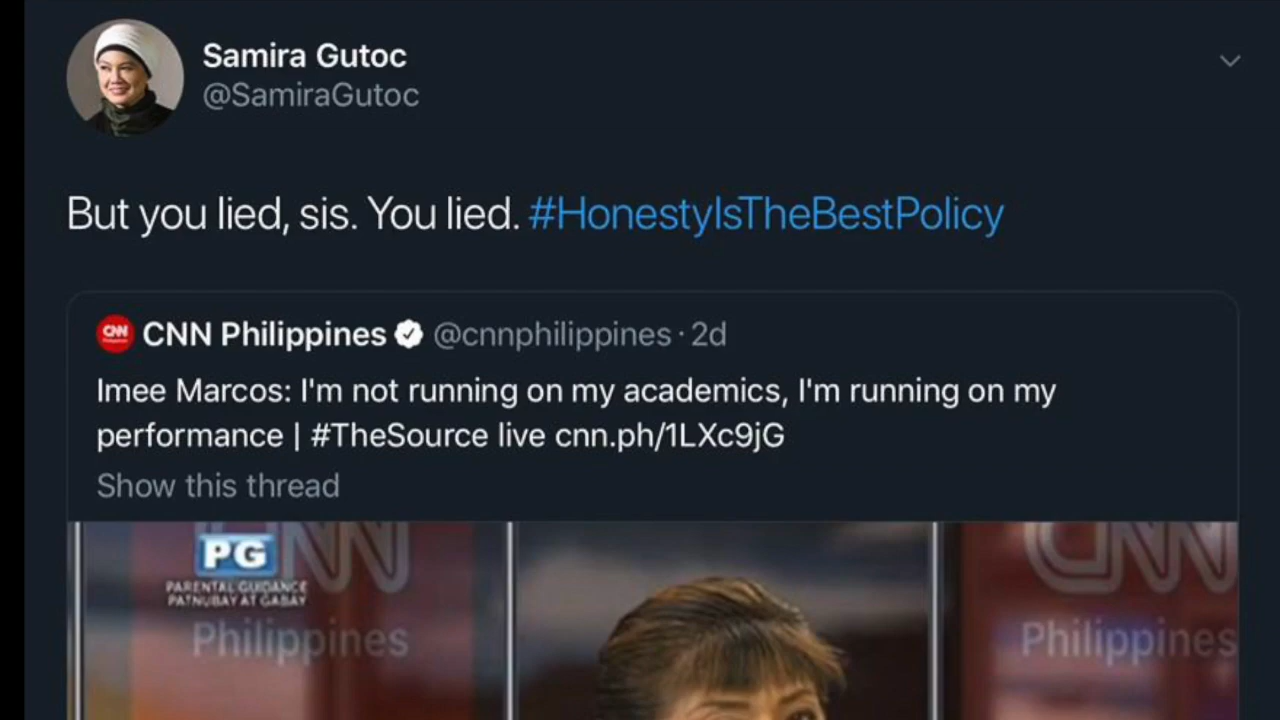 Samira Gutoc
@SamiraGutoc
But you lied, sis. You lied. #HonestyIsTheBestPolicy
CNN Philippines @cnnphilippines · 2d
Imee Marcos: I'm not running on my academics, I'm running on my
performance | #TheSource live cnn.ph/1LXc9jG
Show this thread
CNN
PG
PARENTAL GUIDANCE
PATNUBAY AT GABAY
Philippines
CNN
Philippines